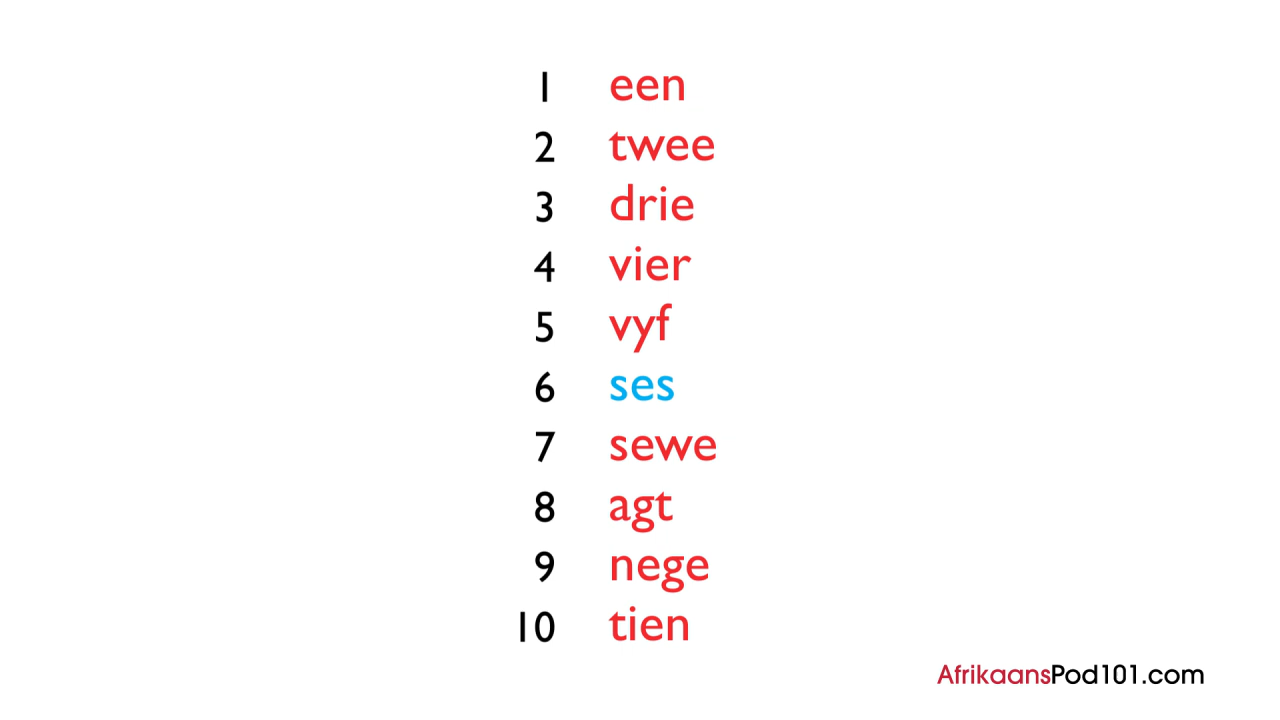 1 een
2 twee
3 drie
4 vier
5 vyf
6 ses
7 sewe
8 agt
9 nege
10 tien
AfrikaansPod101.com